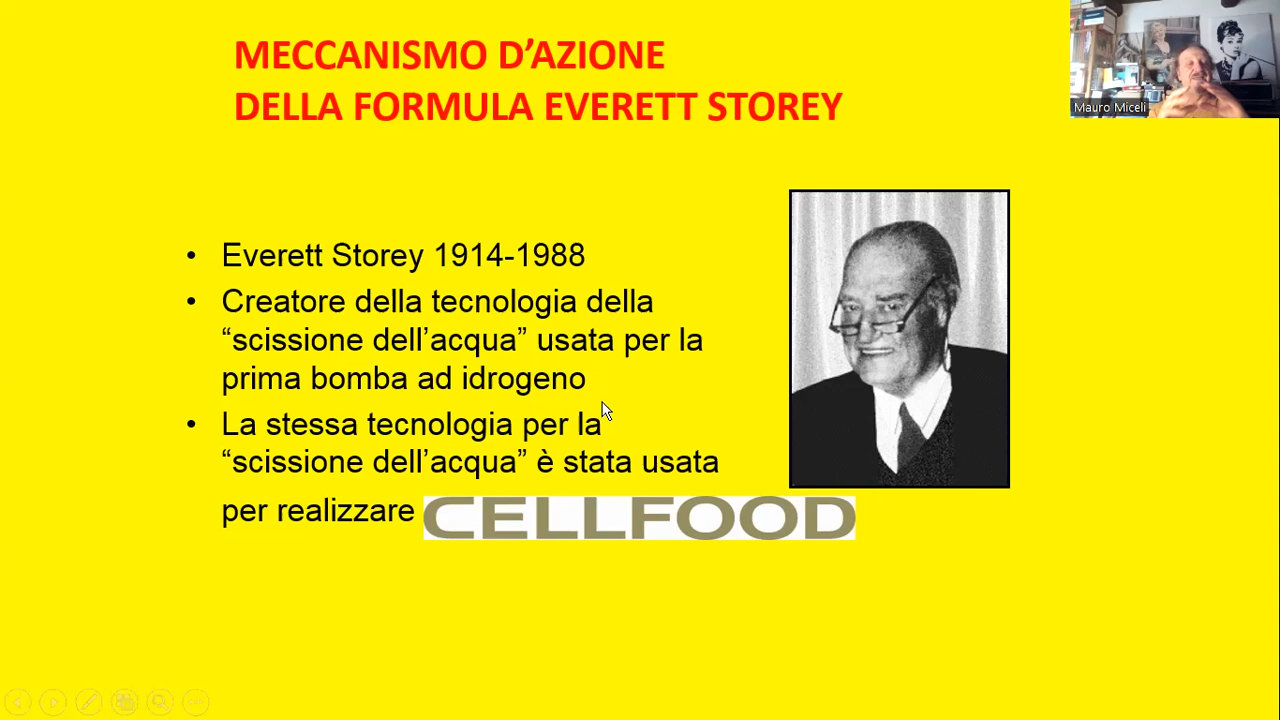 MECCANISMO D’AZIONE
DELLA FORMULA EVERETT STOREY
Mauro Miceli
• Everett Storey 1914-1988
• Creatore della tecnologia della
“scissione dell’acqua” usata per la
prima bomba ad idrogeno
• La stessa tecnologia per la
“scissione dell’acqua” è stata usata
per realizzare CELLFOOD